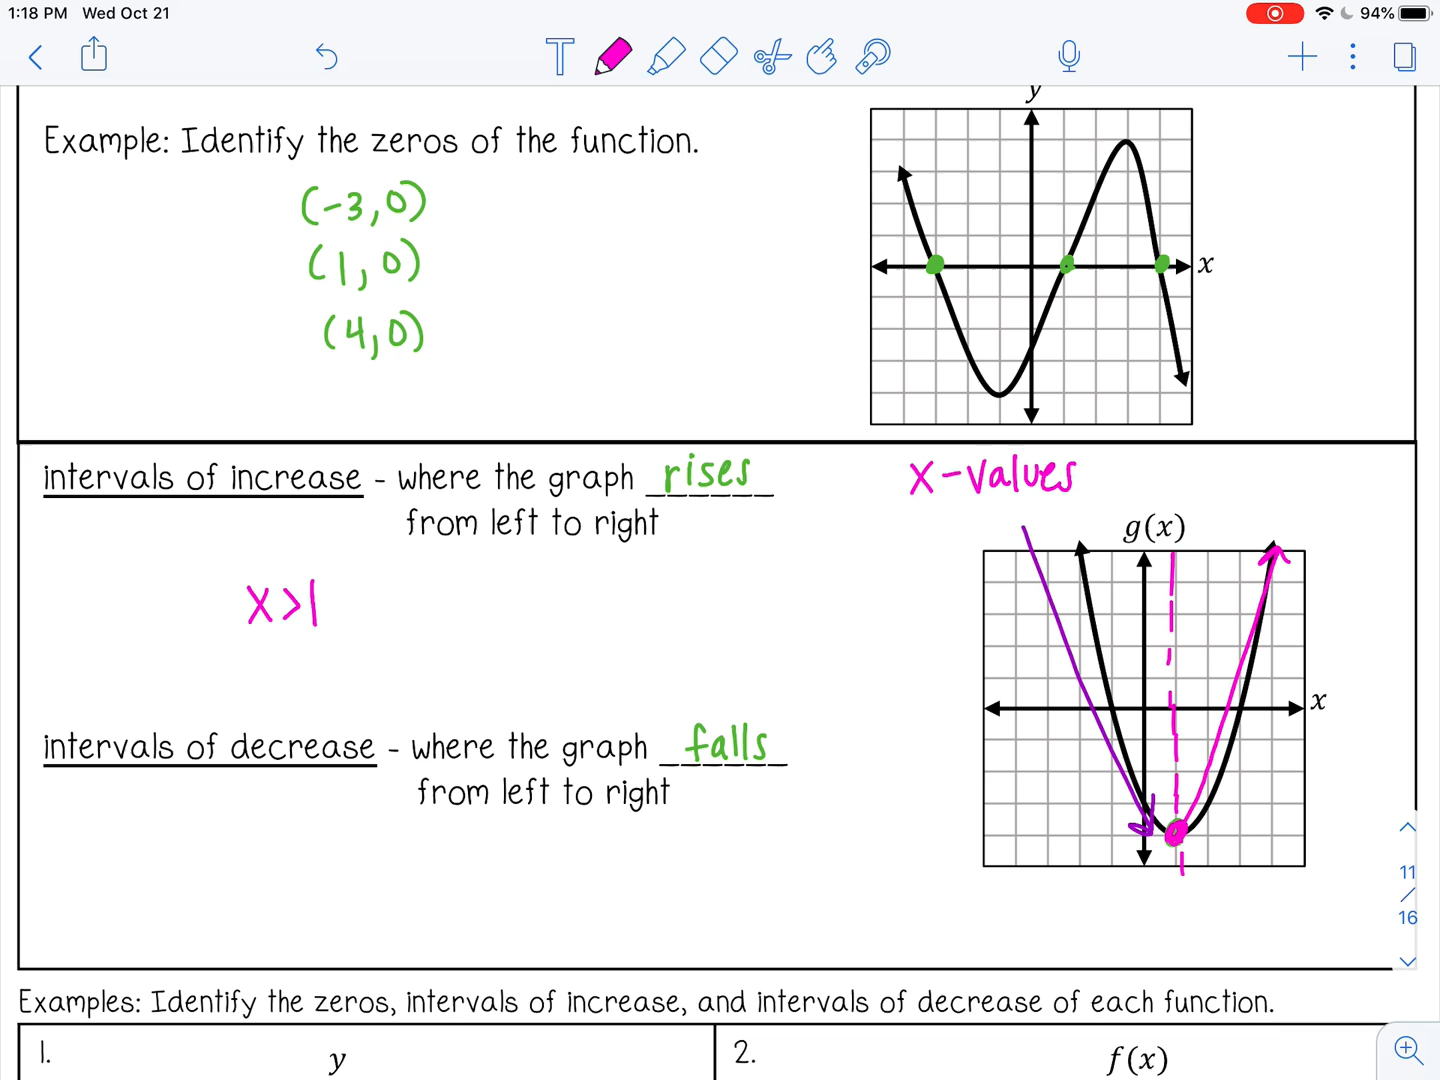 1:18 PM Wed Oct 21
94%
T
y
Example: Identify the zeros of the function.
(-3,0)
(1,0)
(4,0)
x
intervals of increase - where the graph rises
from left to right
x-values
g(x)
x>1
x
intervals of decrease - where the graph falls
from left to right
11
/
16
Examples: Identify the zeros, intervals of increase, and intervals of decrease of each function.
1.
y
2.
f(x)